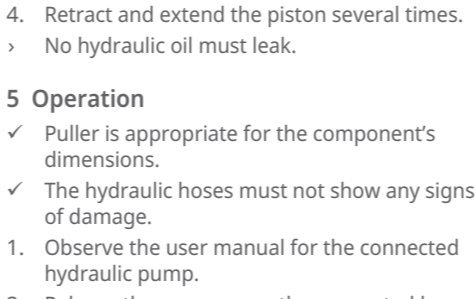 4. Retract and extend the piston several times.
› No hydraulic oil must leak.
5 Operation
✓ Puller is appropriate for the component's
dimensions.
✓ The hydraulic hoses must not show any signs
of damage.
1. Observe the user manual for the connected
hydraulic pump.